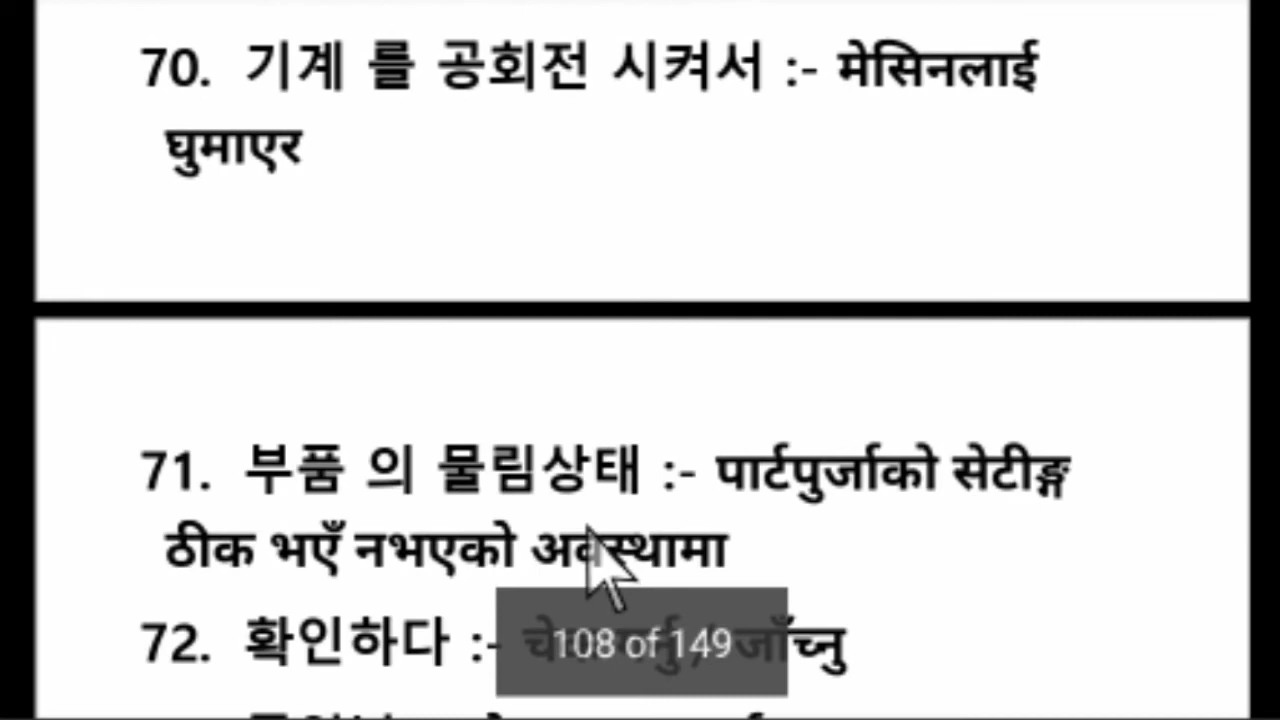 70. 기계 를 공회전 시켜서 :- मेसिनलाई
घुमाएर
71. 부품 의 물림상태 :- पार्टपुर्जाको सेटीङ्ग
ठीक भएँ नभएको अवस्थामा
72. 확인하다 :- जाँच्नु
108 of 149